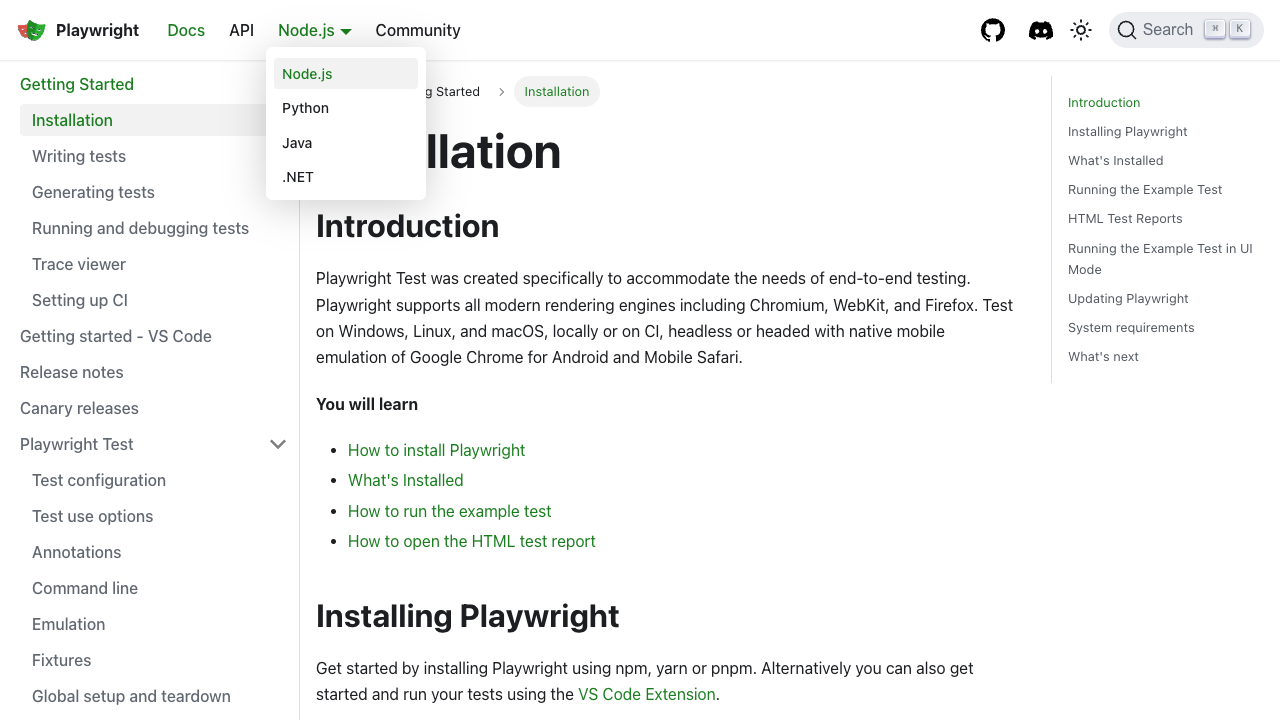 Playwright
Docs
API
Node.js
Community
Search
⌘
K
Node.js
Python
Java
.NET
Getting Started
Installation
Writing tests
Generating tests
Running and debugging tests
Trace viewer
Setting up CI
Getting started - VS Code
Release notes
Canary releases
Playwright Test
Test configuration
Test use options
Annotations
Command line
Emulation
Fixtures
Global setup and teardown
g Started
Installation
llation
Introduction
Playwright Test was created specifically to accommodate the needs of end-to-end testing.
Playwright supports all modern rendering engines including Chromium, WebKit, and Firefox. Test
on Windows, Linux, and macOS, locally or on CI, headless or headed with native mobile
emulation of Google Chrome for Android and Mobile Safari.
You will learn
How to install Playwright
What's Installed
How to run the example test
How to open the HTML test report
Installing Playwright
Get started by installing Playwright using npm, yarn or pnpm. Alternatively you can also get
started and run your tests using the VS Code Extension.
Introduction
Installing Playwright
What's Installed
Running the Example Test
HTML Test Reports
Running the Example Test in UI
Mode
Updating Playwright
System requirements
What's next